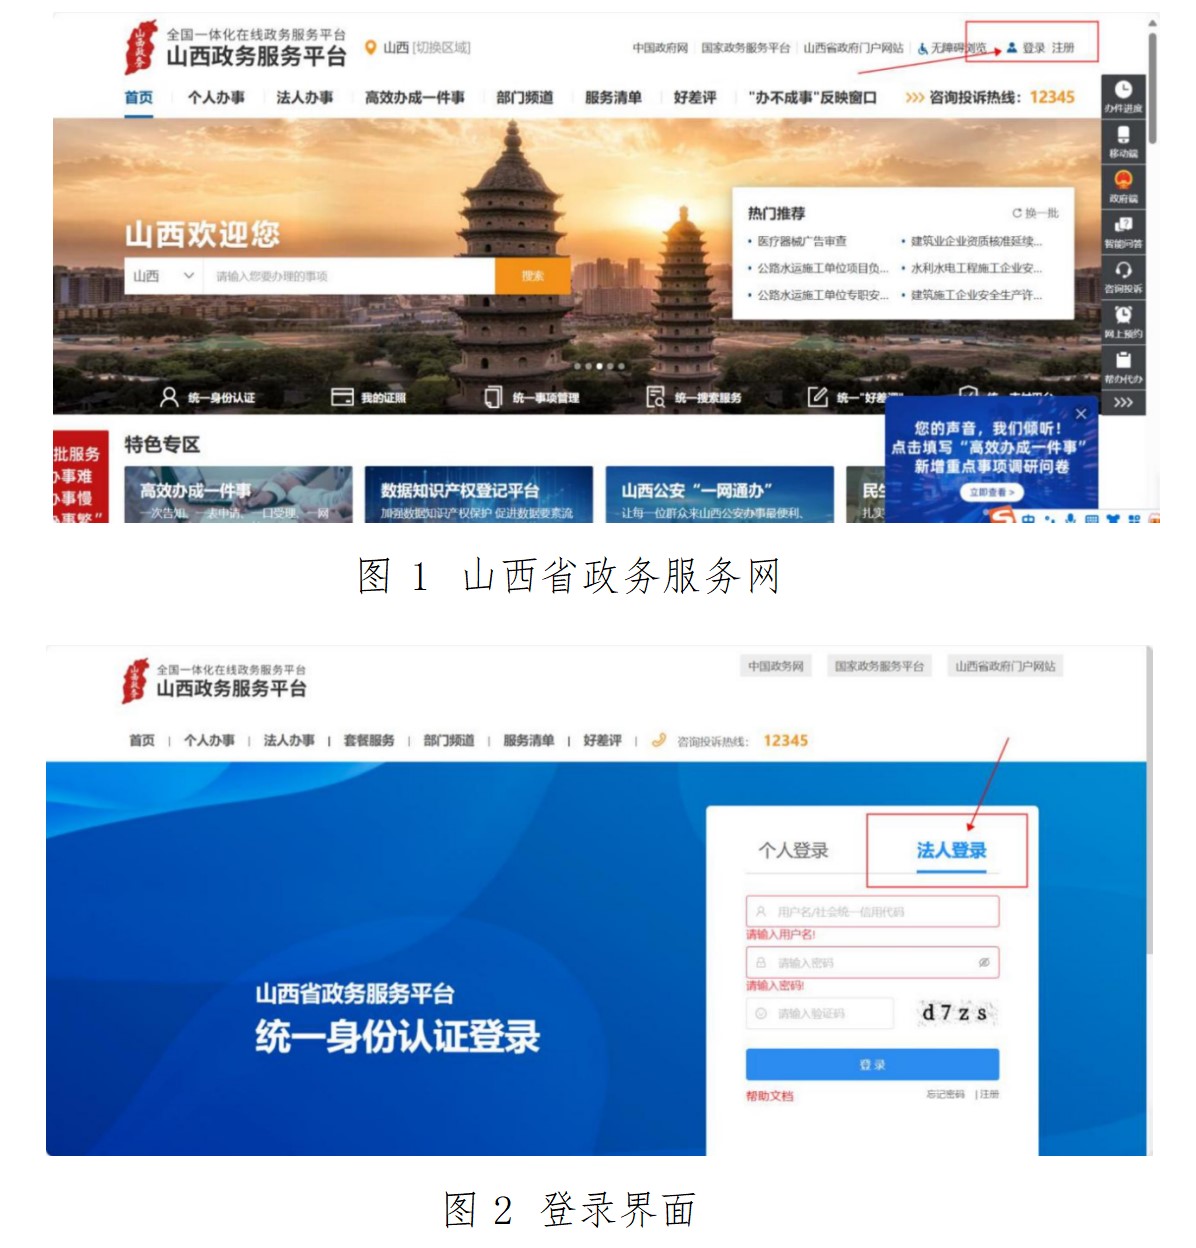 全国一体化在线政务服务平台
山西政务服务平台
山西 [切换区域]
中国政府网 国家政务服务平台 山西省政府门户网站 无障碍浏览 登录 注册
首页 个人办事 法人办事 高效办成一件事 部门频道 服务清单 好差评 "办不成事"反映窗口 >>> 咨询投诉热线: 12345
办件进度
移动端
政府端
智能问答
咨询投诉
网上预约
帮办代办
>>>
山西欢迎您
山西 请输入您要办理的事项 搜索
热门推荐 换一批
• 医疗器械广告审查 • 建筑业企业资质核准延续...
• 公路水运施工单位项目负... • 水利水电工程施工企业安...
• 公路水运施工单位专职安... • 建筑施工企业安全生产许...
统一身份认证 我的证照 统一事项管理 统一搜索服务 统一"好差
您的声音，我们倾听！
点击填写"高效办成一件事"
新增重点事项调研问卷
立即查看 >
批服务
事难
事慢
特色专区
高效办成一件事
一次告知、一表申请、一口受理、一网
数据知识产权登记平台
加强数据知识产权保护 促进数据要素流
山西公安"一网通办"
让每一位群众来山西公安办事最便利、
图 1 山西省政务服务网
全国一体化在线政务服务平台
山西政务服务平台
中国政务网 国家政务服务平台 山西省政府门户网站
首页 | 个人办事 | 法人办事 | 套餐服务 | 部门频道 | 服务清单 | 好差评 | 咨询投诉热线: 12345
个人登录 法人登录
用户名/社会统一信用代码
请输入用户名!
请输入密码
请输入密码!
请输入验证码 d7zs
登 录
帮助文档 忘记密码 | 注册
山西省政务服务平台
统一身份认证登录
图 2 登录界面